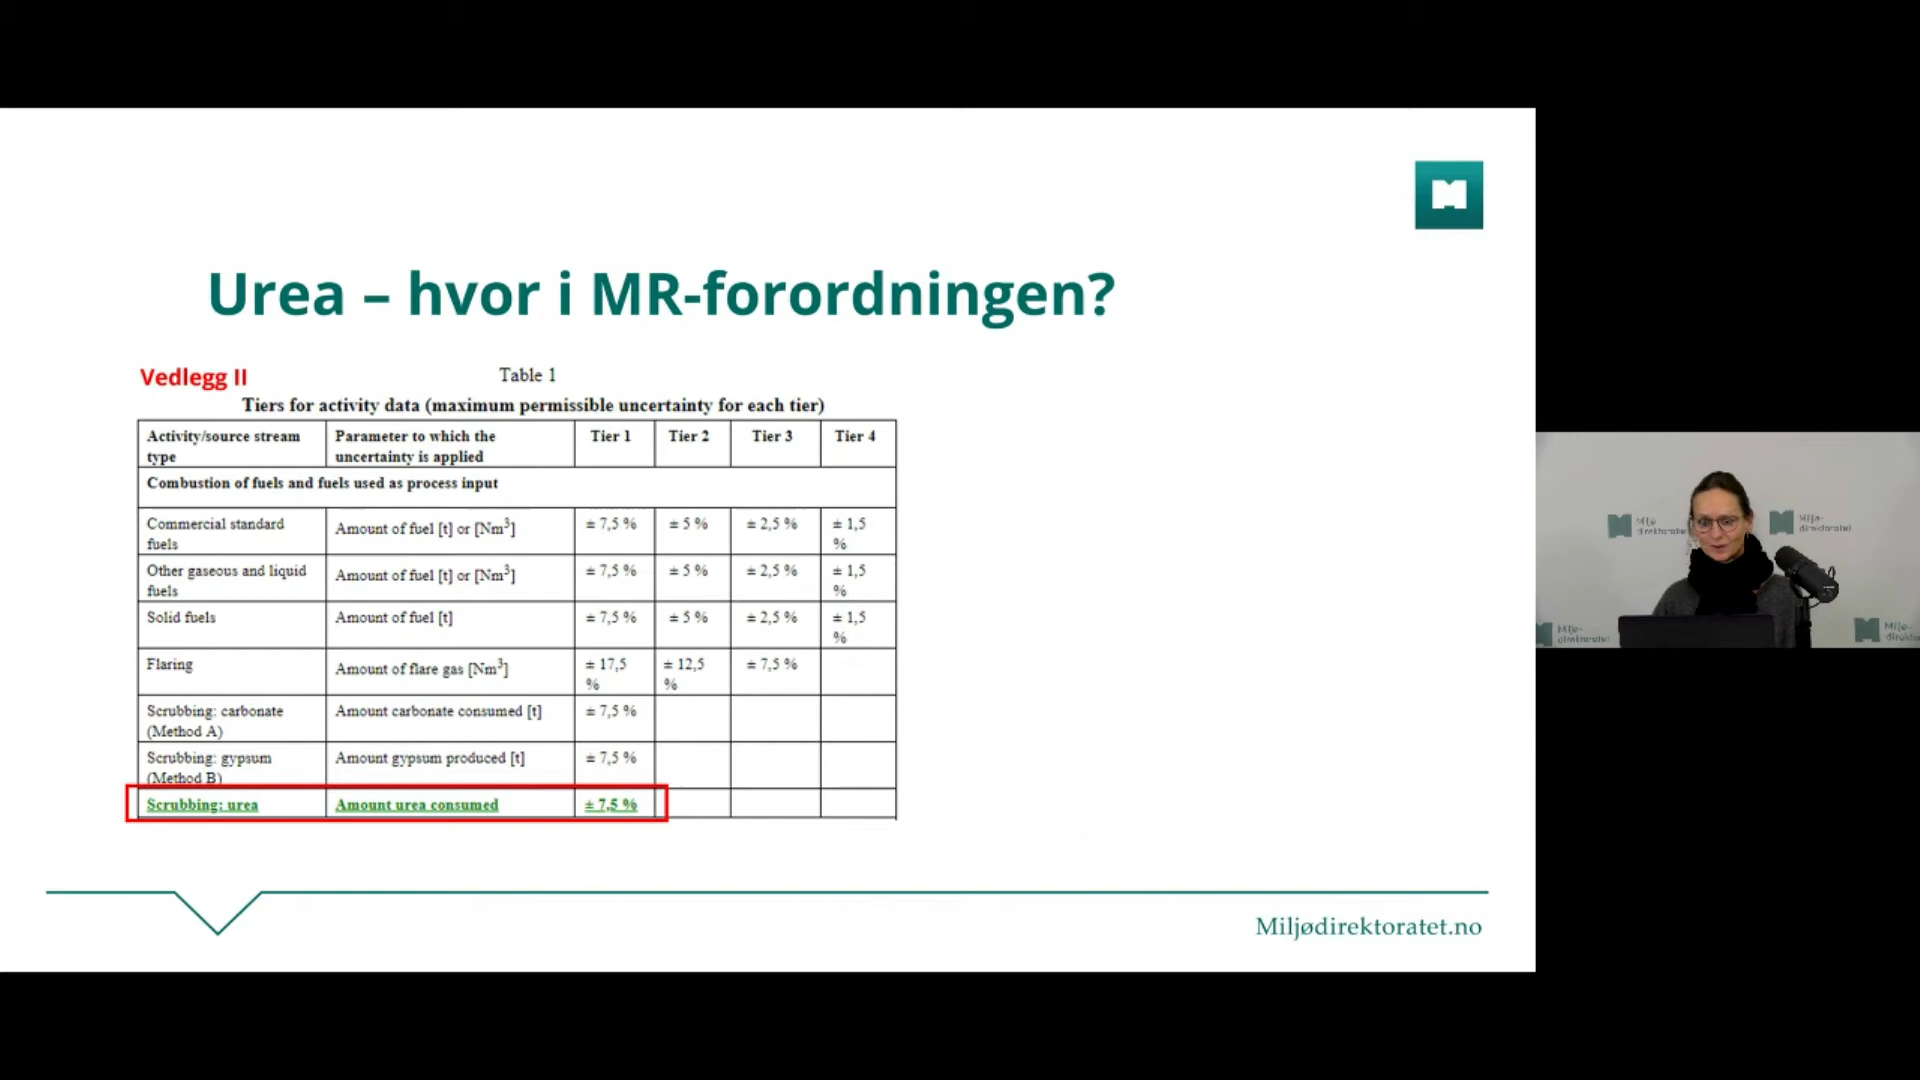 Urea – hvor i MR-forordningen?
Vedlegg II
Table 1
Tiers for activity data (maximum permissible uncertainty for each tier)
Activity/source stream type
Parameter to which the uncertainty is applied
Tier 1
Tier 2
Tier 3
Tier 4
Combustion of fuels and fuels used as process input
Commercial standard fuels
Amount of fuel [t] or [Nm³]
± 7,5 %
± 5 %
± 2,5 %
± 1,5 %
Other gaseous and liquid fuels
Amount of fuel [t] or [Nm³]
± 7,5 %
± 5 %
± 2,5 %
± 1,5 %
Solid fuels
Amount of fuel [t]
± 7,5 %
± 5 %
± 2,5 %
± 1,5 %
Flaring
Amount of flare gas [Nm³]
± 17,5 %
± 12,5 %
± 7,5 %
Scrubbing: carbonate (Method A)
Amount carbonate consumed [t]
± 7,5 %
Scrubbing: gypsum (Method B)
Amount gypsum produced [t]
± 7,5 %
Scrubbing: urea
Amount urea consumed
± 7,5 %
Miljødirektoratet.no
Miljø-
direktoratet